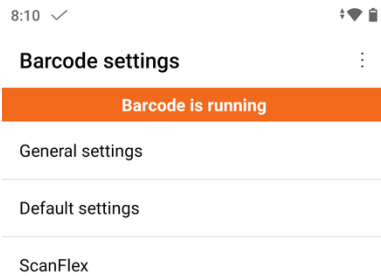 8:10
Barcode settings
Barcode is running
General settings
Default settings
ScanFlex